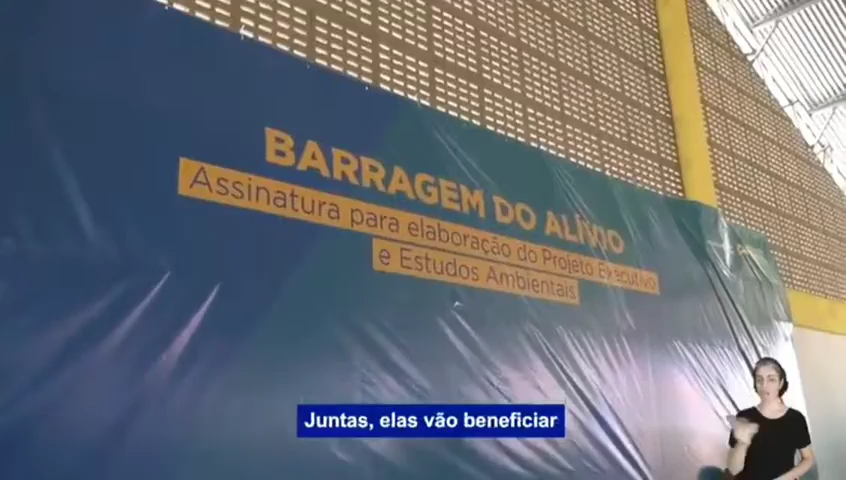 BARRAGEM DO ALÍVIO
Assinatura para elaboração do Projeto Executivo
e Estudos Ambientais
Juntas, elas vão beneficiar